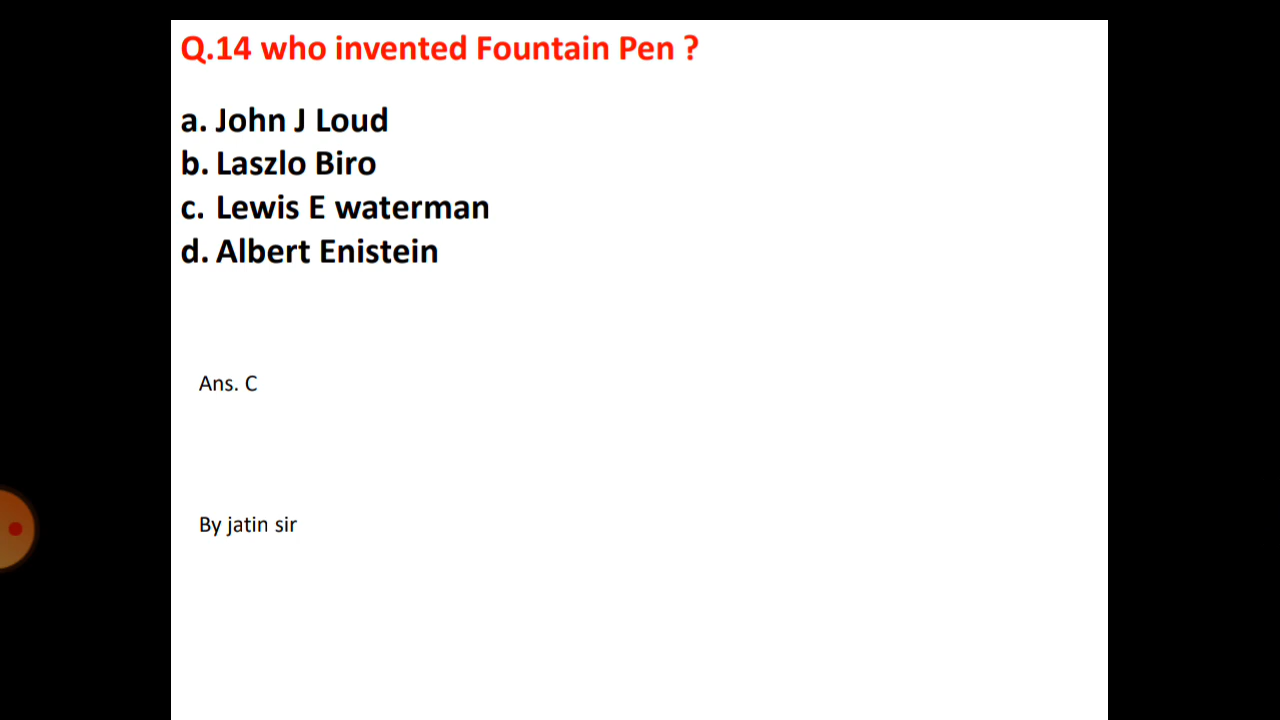 Q.14 who invented Fountain Pen ?
a. John J Loud
b. Laszlo Biro
c. Lewis E waterman
d. Albert Enistein
Ans. C
By jatin sir